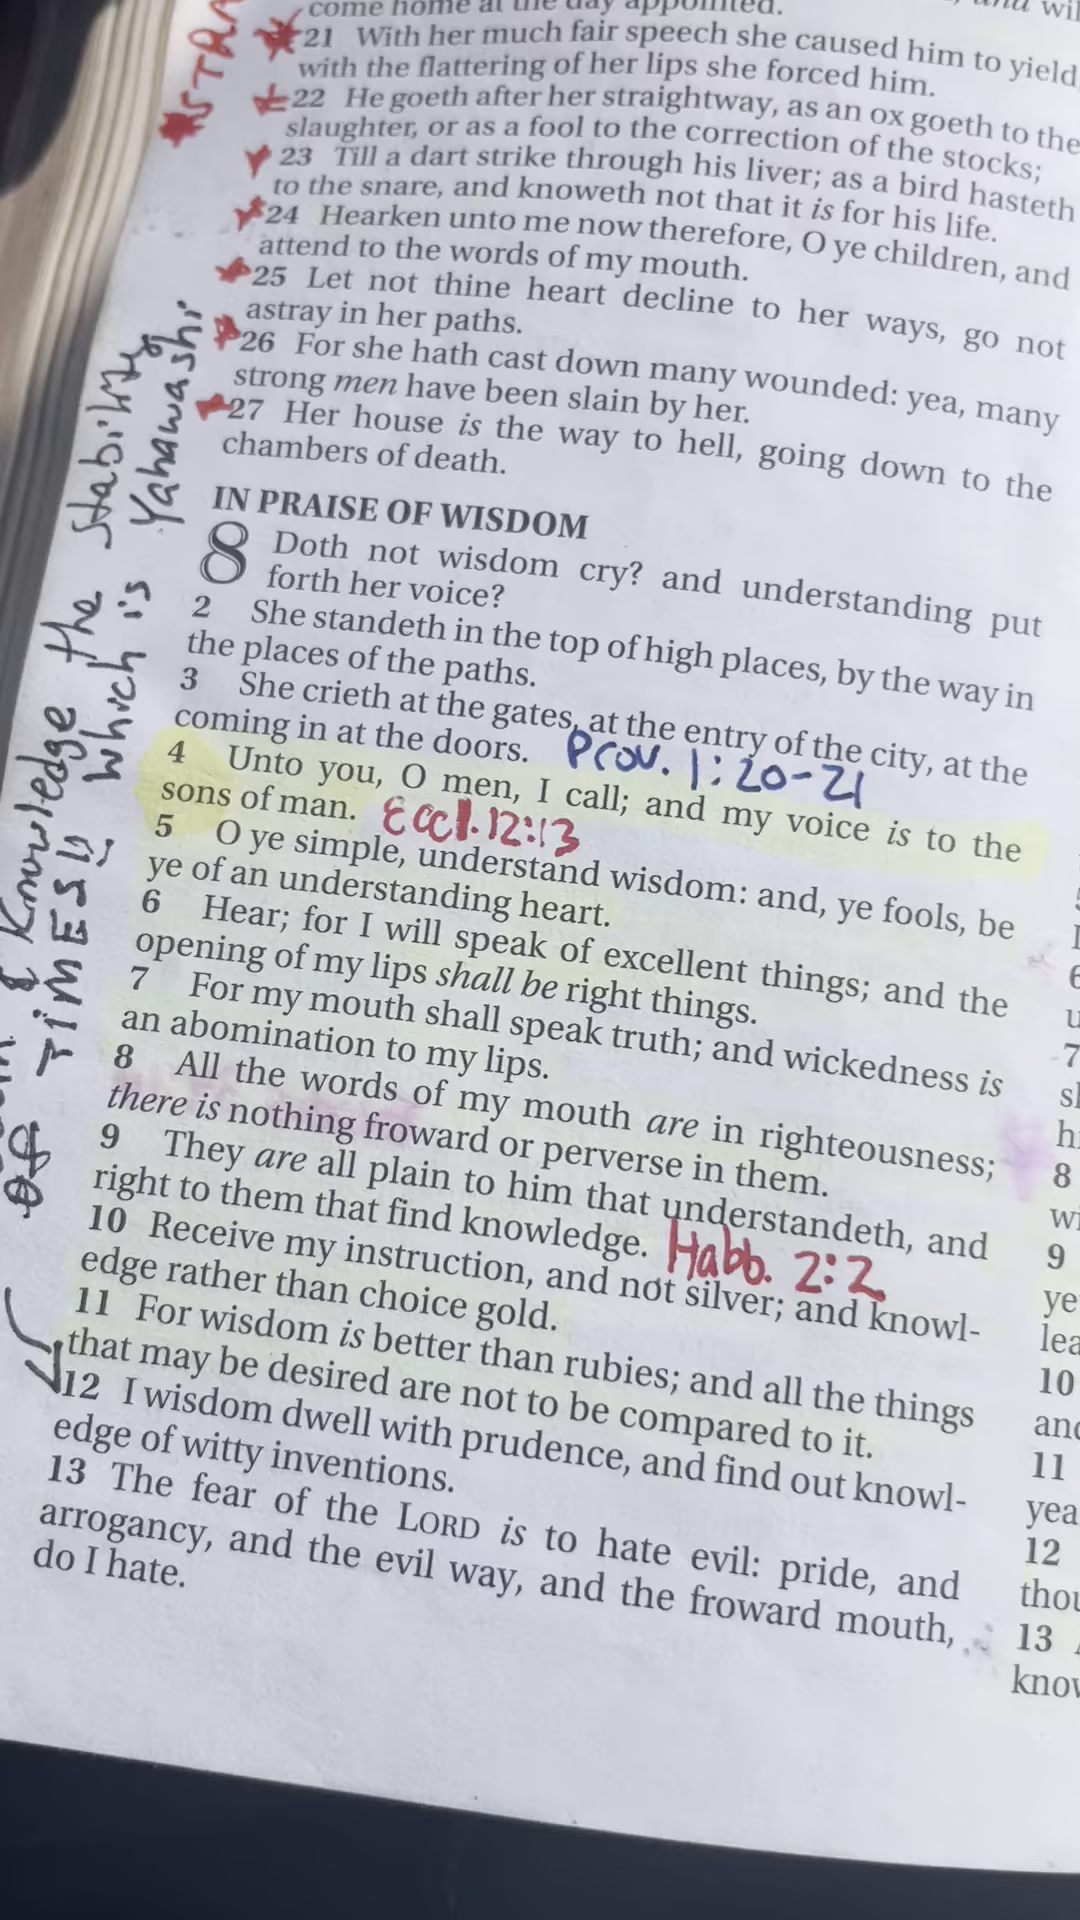 come home at the day appointed.
21 With her much fair speech she caused him to yield,
with the flattering of her lips she forced him.
22 He goeth after her straightway, as an ox goeth to the
slaughter, or as a fool to the correction of the stocks;
23 Till a dart strike through his liver; as a bird hasteth
to the snare, and knoweth not that it is for his life.
24 Hearken unto me now therefore, O ye children, and
attend to the words of my mouth.
25 Let not thine heart decline to her ways, go not
astray in her paths.
26 For she hath cast down many wounded: yea, many
strong men have been slain by her.
27 Her house is the way to hell, going down to the
chambers of death.
IN PRAISE OF WISDOM
8 Doth not wisdom cry? and understanding put
forth her voice?
2 She standeth in the top of high places, by the way in
the places of the paths.
3 She crieth at the gates, at the entry of the city, at the
coming in at the doors. Prov. 1:20-21
4 Unto you, O men, I call; and my voice is to the
sons of man. Eccl. 12:13
5 O ye simple, understand wisdom: and, ye fools, be
ye of an understanding heart.
6 Hear; for I will speak of excellent things; and the
opening of my lips shall be right things.
7 For my mouth shall speak truth; and wickedness is
an abomination to my lips.
8 All the words of my mouth are in righteousness;
there is nothing froward or perverse in them.
9 They are all plain to him that understandeth, and
right to them that find knowledge. Habb. 2:2
10 Receive my instruction, and not silver; and knowl-
edge rather than choice gold.
11 For wisdom is better than rubies; and all the things
that may be desired are not to be compared to it.
12 I wisdom dwell with prudence, and find out knowl-
edge of witty inventions.
13 The fear of the LORD is to hate evil: pride, and
arrogancy, and the evil way, and the froward mouth,
do I hate.
& Knowledge is the stability
of TIMES which is Yahawashi
6
7
8
9
ye
10
11
yea
12
13